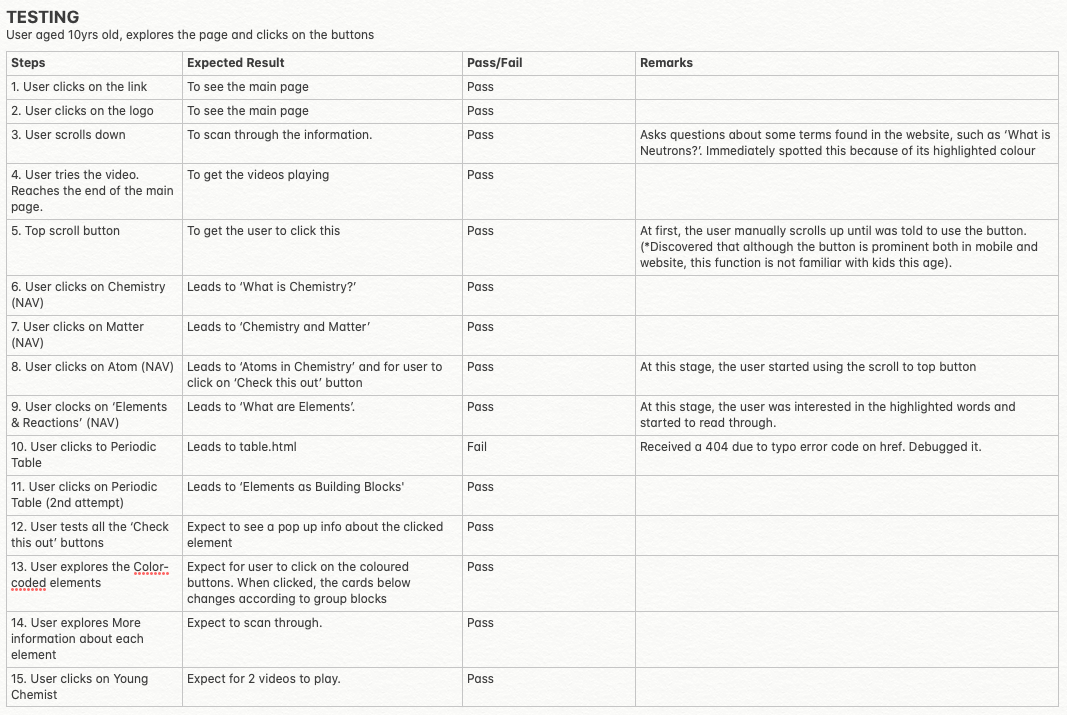 TESTING
User aged 10yrs old, explores the page and clicks on the buttons
Steps Expected Result Pass/Fail Remarks
1. User clicks on the link To see the main page Pass
2. User clicks on the logo To see the main page Pass
3. User scrolls down To scan through the information. Pass Asks questions about some terms found in the website, such as ‘What is
Neutrons?’. Immediately spotted this because of its highlighted colour
4. User tries the video. To get the videos playing Pass
Reaches the end of the main
page.
5. Top scroll button To get the user to click this Pass At first, the user manually scrolls up until was told to use the button.
(*Discovered that although the button is prominent both in mobile and
website, this function is not familiar with kids this age).
6. User clicks on Chemistry Leads to ‘What is Chemistry?’ Pass
(NAV)
7. User clicks on Matter Leads to ‘Chemistry and Matter’ Pass
(NAV)
8. User clicks on Atom (NAV) Leads to ‘Atoms in Chemistry’ and for user to Pass At this stage, the user started using the scroll to top button
click on ‘Check this out’ button
9. User clocks on ‘Elements Leads to ‘What are Elements’. Pass At this stage, the user was interested in the highlighted words and
& Reactions’ (NAV) started to read through.
10. User clicks to Periodic Leads to table.html Fail Received a 404 due to typo error code on href. Debugged it.
Table
11. User clicks on Periodic Leads to ‘Elements as Building Blocks' Pass
Table (2nd attempt)
12. User tests all the ‘Check Expect to see a pop up info about the clicked Pass
this out’ buttons element
13. User explores the Color- Expect for user to click on the coloured Pass
coded elements buttons. When clicked, the cards below
changes according to group blocks
14. User explores More Expect to scan through. Pass
information about each
element
15. User clicks on Young Expect for 2 videos to play. Pass
Chemist